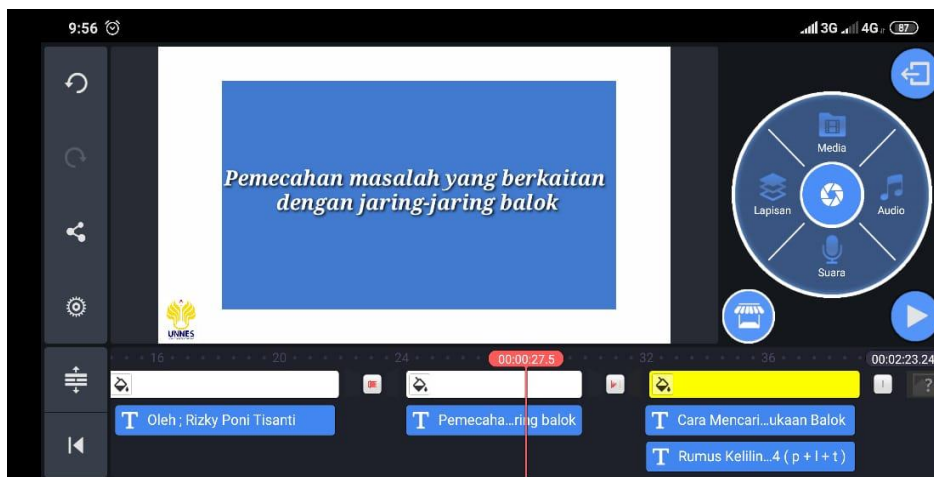 9:56
3G 4G 87
Pemecahan masalah yang berkaitan
dengan jaring-jaring balok
UNNES
Media
Lapisan
Audio
Suara
16 20 24 32 36
00:00:27.5
00:02:23.24
Oleh ; Rizky Poni Tisanti
Pemecaha...ring balok
Cara Mencari...ukaan Balok
Rumus Kelilin...4 ( p + l + t )